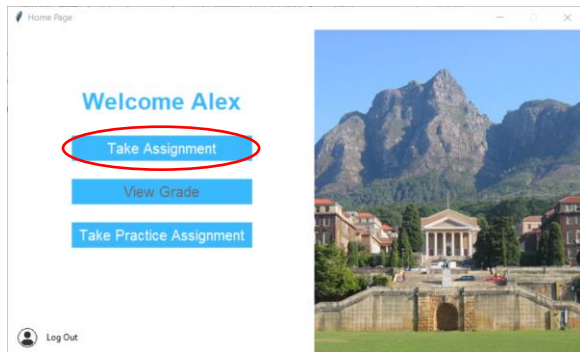 Home Page
Welcome Alex
Take Assignment
View Grade
Take Practice Assignment
Log Out